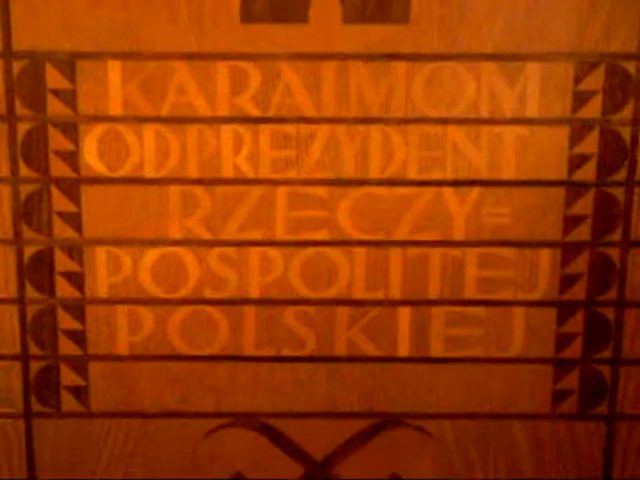 KARAIMOM
OD PREZYDENT
RZECZY=
POSPOLITEJ
POLSKIEJ